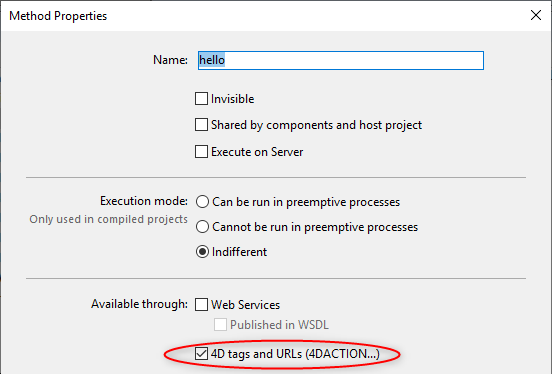 Method Properties
Name: hello
Invisible
Shared by components and host project
Execute on Server
Execution mode: Can be run in preemptive processes
Only used in compiled projects
Cannot be run in preemptive processes
Indifferent
Available through: Web Services
Published in WSDL
4D tags and URLs (4DACTION...)